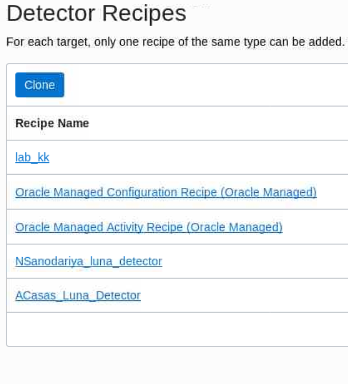 Detector Recipes
For each target, only one recipe of the same type can be added.
Clone
Recipe Name
lab_kk
Oracle Managed Configuration Recipe (Oracle Managed)
Oracle Managed Activity Recipe (Oracle Managed)
NSanodariya_luna_detector
ACasas_Luna_Detector